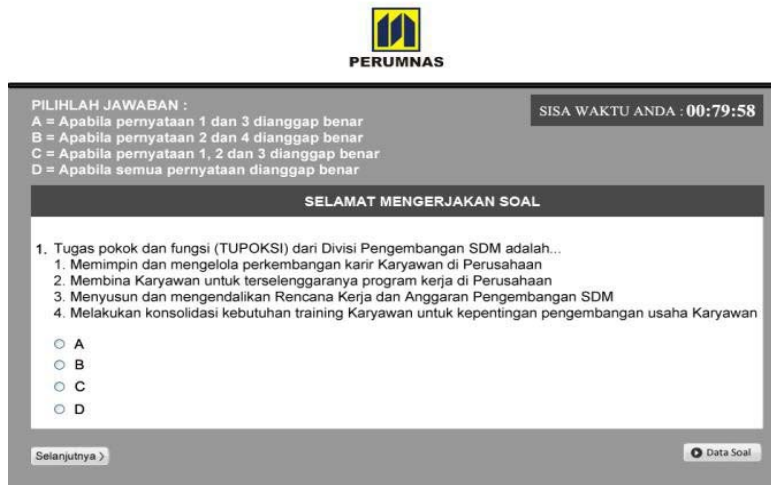 PERUMNAS
PILIHLAH JAWABAN :
A = Apabila pernyataan 1 dan 3 dianggap benar
B = Apabila pernyataan 2 dan 4 dianggap benar
C = Apabila pernyataan 1, 2 dan 3 dianggap benar
D = Apabila semua pernyataan dianggap benar
SISA WAKTU ANDA : 00:79:58
SELAMAT MENGERJAKAN SOAL
1. Tugas pokok dan fungsi (TUPOKSI) dari Divisi Pengembangan SDM adalah...
1. Memimpin dan mengelola perkembangan karir Karyawan di Perusahaan
2. Membina Karyawan untuk terselenggaranya program kerja di Perusahaan
3. Menyusun dan mengendalikan Rencana Kerja dan Anggaran Pengembangan SDM
4. Melakukan konsolidasi kebutuhan training Karyawan untuk kepentingan pengembangan usaha Karyawan
A
B
C
D
Selanjutnya >
Data Soal